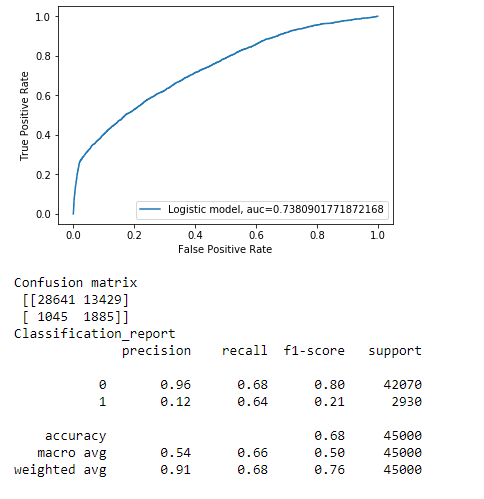 1.0
0.8
0.6
0.4
0.2
0.0
True Positive Rate
Logistic model, auc=0.7380901771872168
0.0 0.2 0.4 0.6 0.8 1.0
False Positive Rate
Confusion matrix
[[28641 13429]
[ 1045 1885]]
Classification_report
precision recall f1-score support
0 0.96 0.68 0.80 42070
1 0.12 0.64 0.21 2930
accuracy 0.68 45000
macro avg 0.54 0.66 0.50 45000
weighted avg 0.91 0.68 0.76 45000